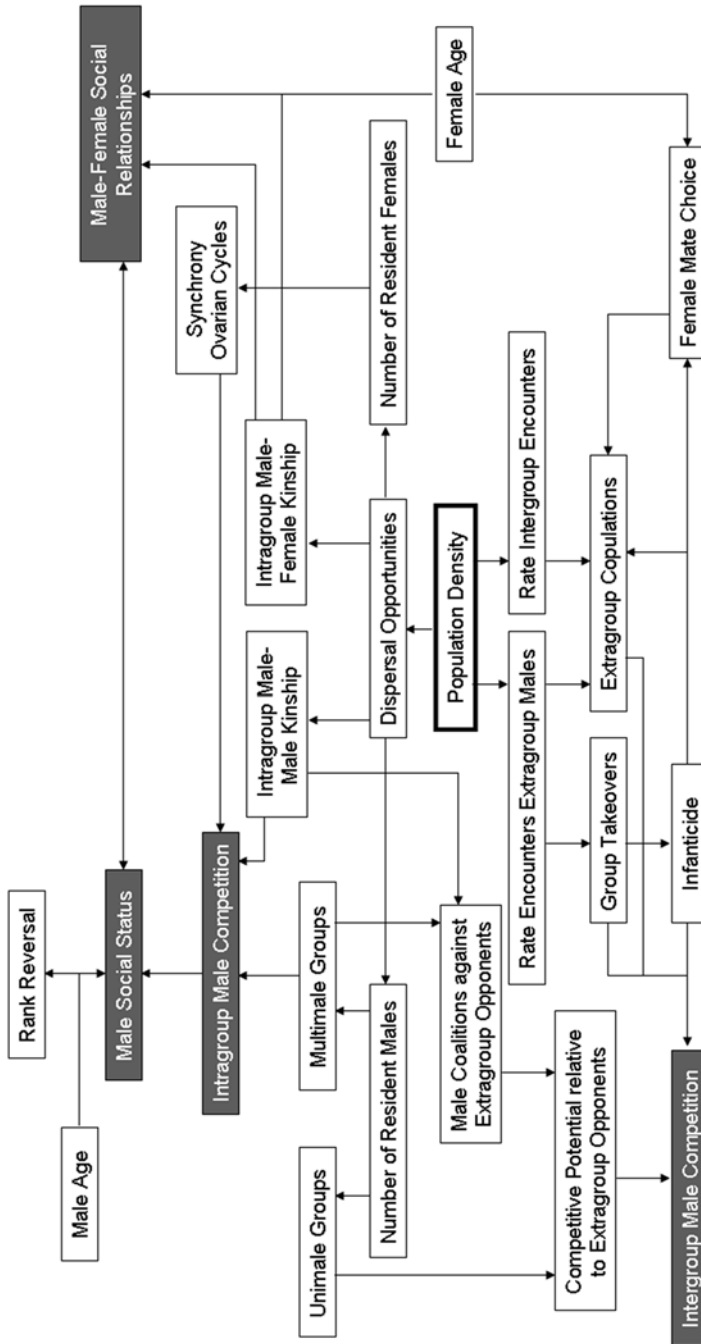 Rank Reversal
Male Age
Male Social Status
Male-Female Social
Relationships
Intragroup Male Competition
Synchrony
Ovarian Cycles
Unimale Groups
Multimale Groups
Intragroup Male-
Male Kinship
Intragroup Male-
Female Kinship
Number of Resident Males
Dispersal Opportunities
Number of Resident Females
Female Age
Male Coalitions against
Extragroup Opponents
Population Density
Rate Encounters Extragroup Males
Rate Intergroup Encounters
Competitive Potential relative
to Extragroup Opponents
Group Takeovers
Extragroup Copulations
Intergroup Male Competition
Infanticide
Female Mate Choice